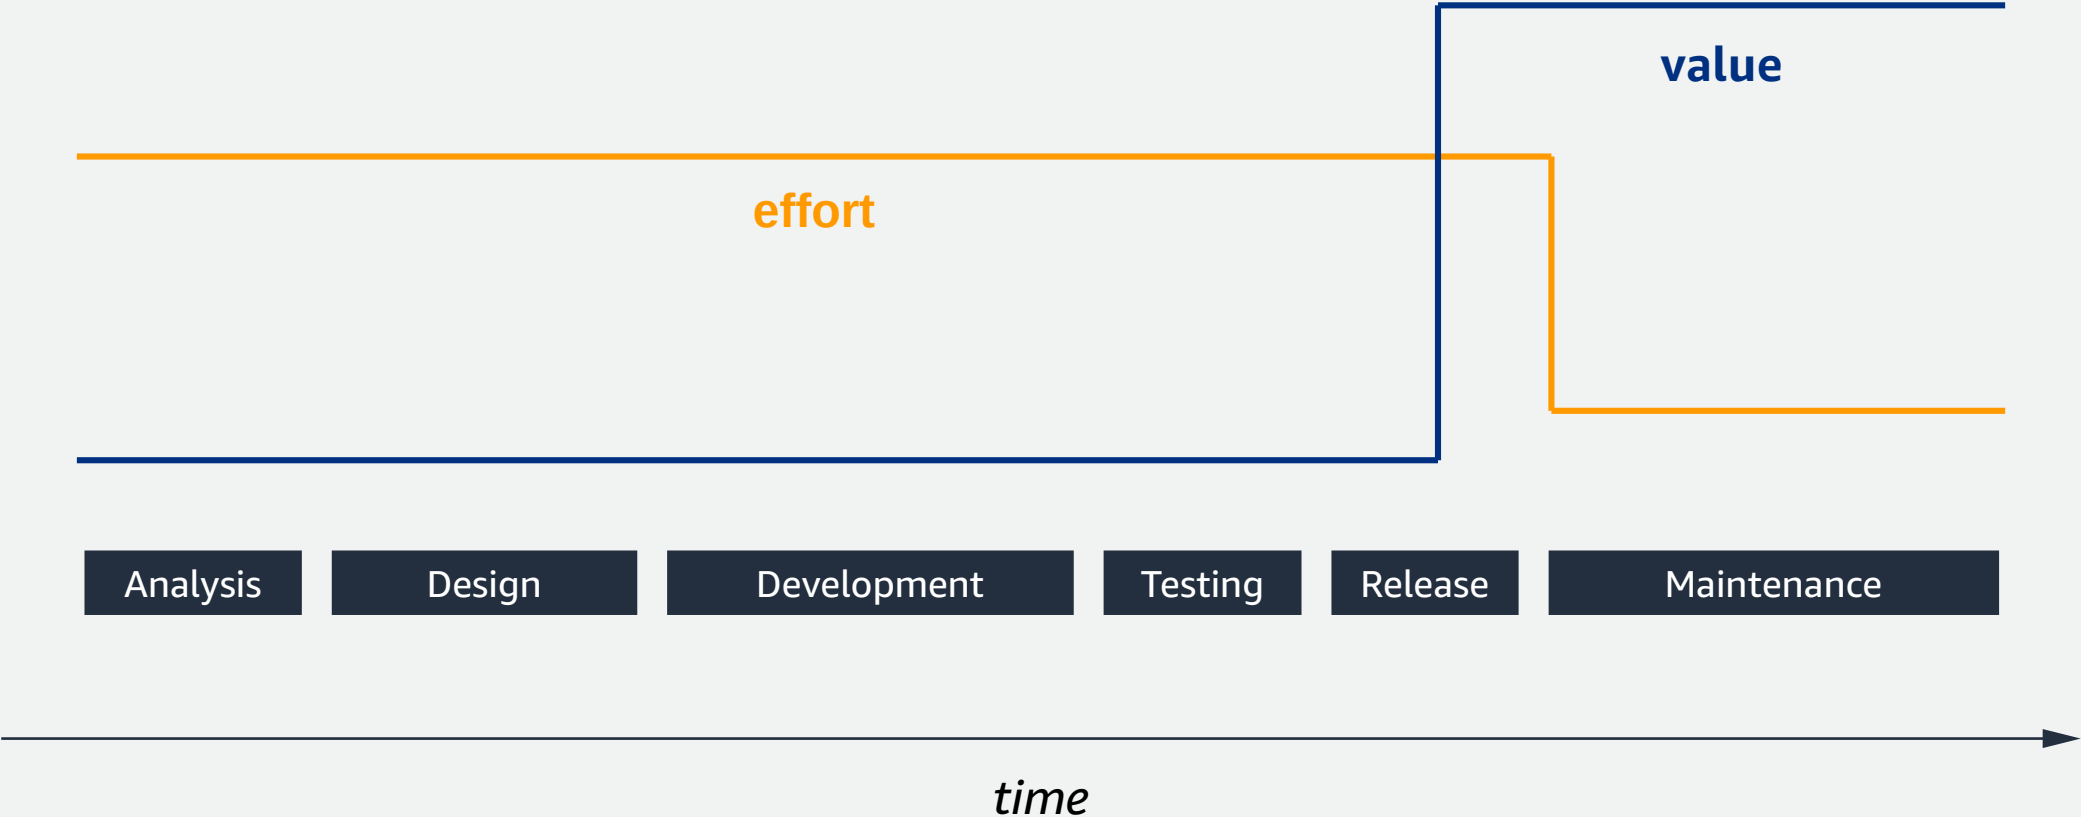 value
effort
Analysis
Design
Development
Testing
Release
Maintenance
time